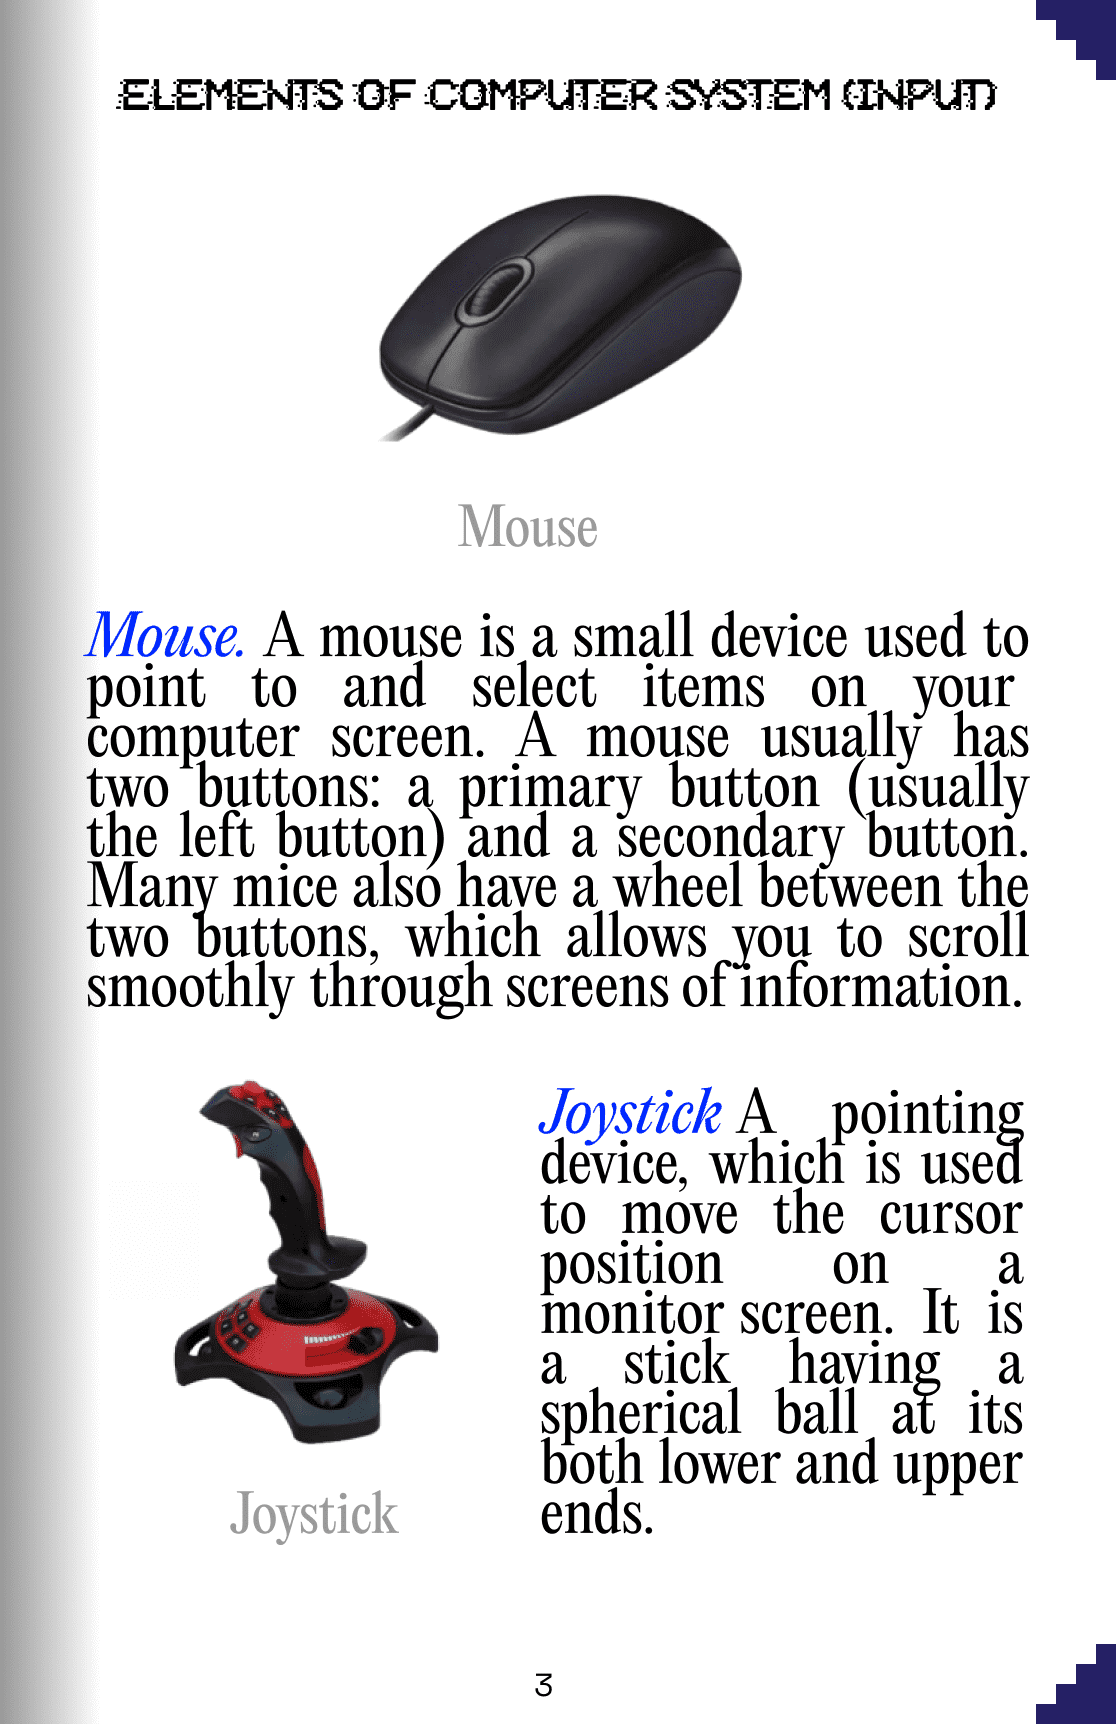 ELEMENTS OF COMPUTER SYSTEM (INPUT)
Mouse
Mouse. A mouse is a small device used to
point to and select items on your
computer screen. A mouse usually has
two buttons: a primary button (usually
the left button) and a secondary button.
Many mice also have a wheel between the
two buttons, which allows you to scroll
smoothly through screens of information.
Joystick A pointing
device, which is used
to move the cursor
position on a
monitor screen. It is
a stick having a
spherical ball at its
both lower and upper
ends.
Joystick
3